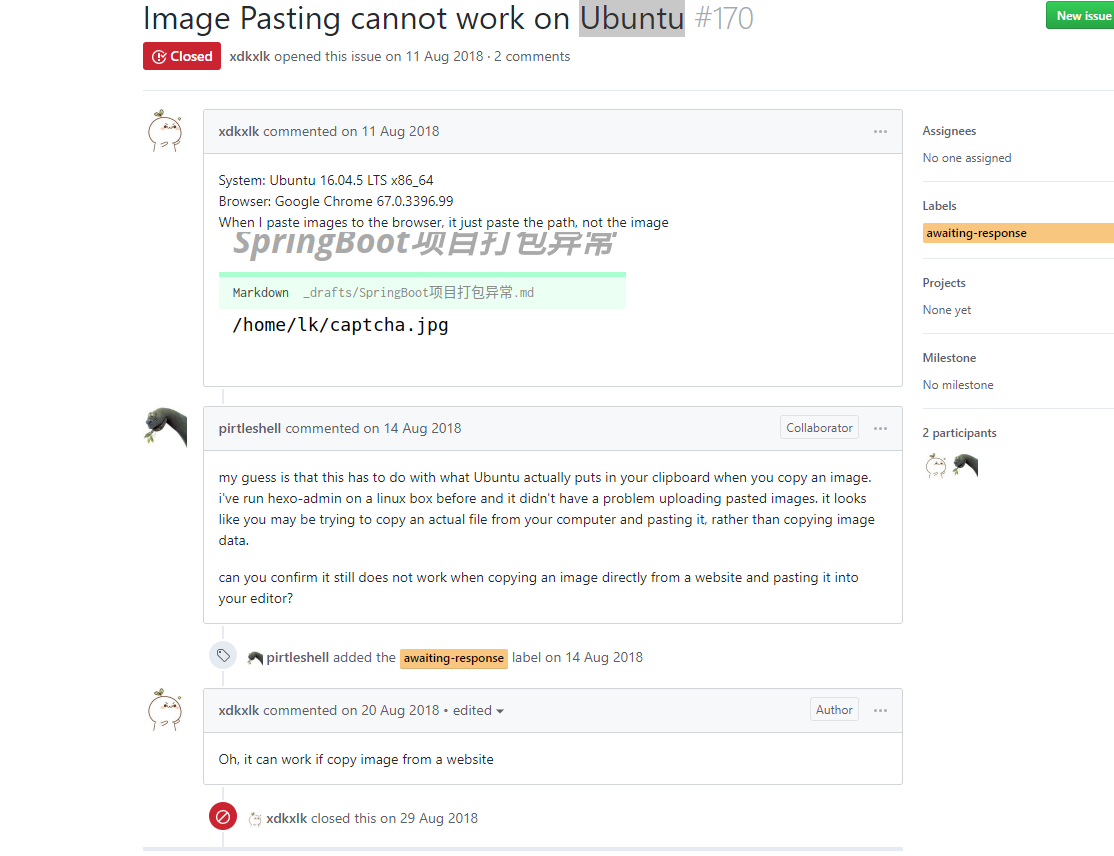 Image Pasting cannot work on Ubuntu #170
New issue
Closed xdkxlk opened this issue on 11 Aug 2018 · 2 comments
xdkxlk commented on 11 Aug 2018
System: Ubuntu 16.04.5 LTS x86_64
Browser: Google Chrome 67.0.3396.99
When I paste images to the browser, it just paste the path, not the image
SpringBoot项目打包异常
Markdown _drafts/SpringBoot项目打包异常.md
/home/lk/captcha.jpg
pirtleshell commented on 14 Aug 2018
Collaborator
my guess is that this has to do with what Ubuntu actually puts in your clipboard when you copy an image.
i've run hexo-admin on a linux box before and it didn't have a problem uploading pasted images. it looks
like you may be trying to copy an actual file from your computer and pasting it, rather than copying image
data.
can you confirm it still does not work when copying an image directly from a website and pasting it into
your editor?
pirtleshell added the awaiting-response label on 14 Aug 2018
xdkxlk commented on 20 Aug 2018 • edited
Author
Oh, it can work if copy image from a website
xdkxlk closed this on 29 Aug 2018
Assignees
No one assigned
Labels
awaiting-response
Projects
None yet
Milestone
No milestone
2 participants